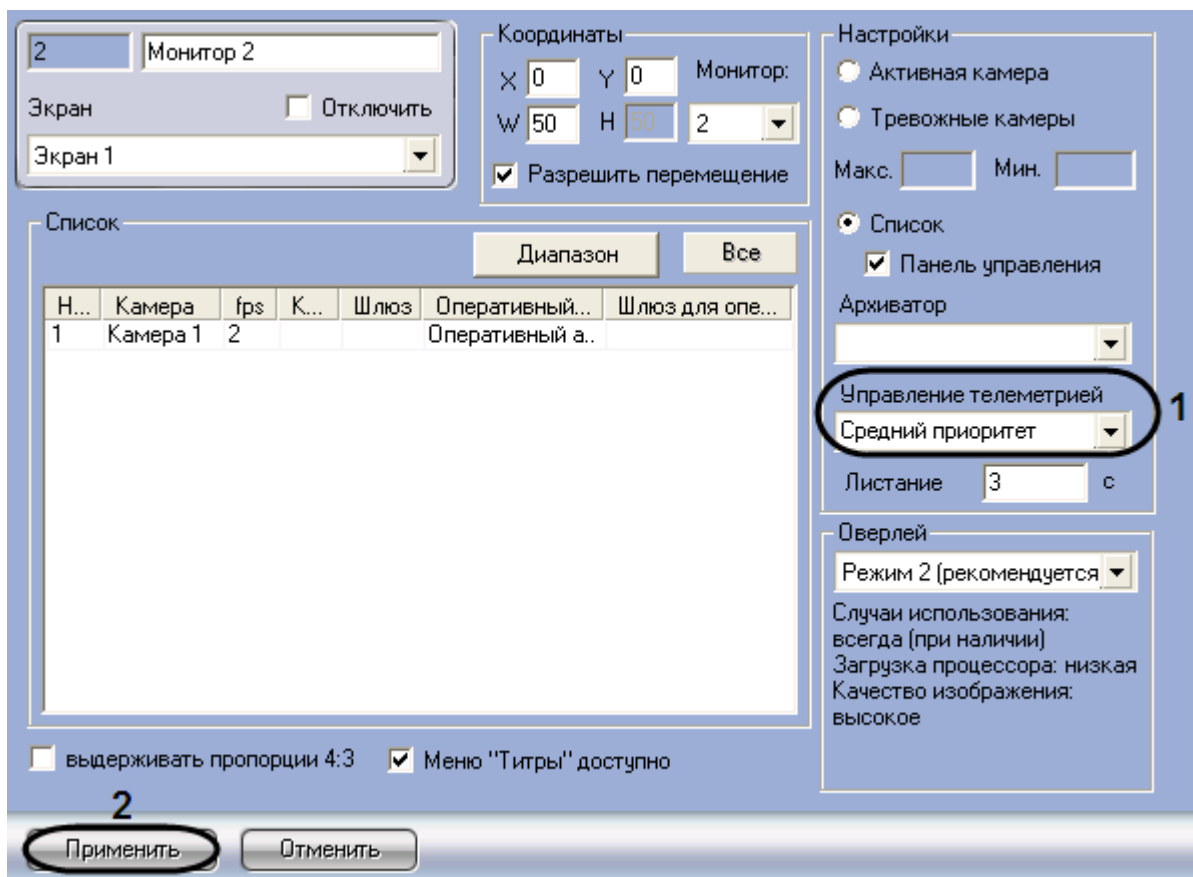 2 Монитор 2
Экран Отключить
Экран 1
Координаты
X 0 Y 0 Монитор:
W 50 H 50 2
Разрешить перемещение
Настройки
Активная камера
Тревожные камеры
Макс. Мин.
Список
Панель управления
Архиватор
Управление телеметрией
Средний приоритет
1
Листание 3 с
Список
Диапазон Все
Н... Камера fps К... Шлюз Оперативный... Шлюз для опе...
1 Камера 1 2 Оперативный а..
Оверлей
Режим 2 (рекомендуется
Случаи использования:
всегда (при наличии)
Загрузка процессора: низкая
Качество изображения:
высокое
выдерживать пропорции 4:3 Меню "Титры" доступно
2
Применить Отменить